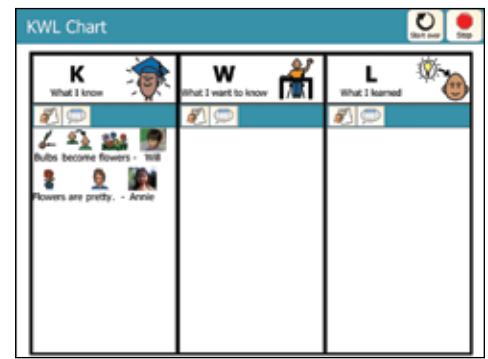 KWL Chart
Start over
Stop
K
What I know
W
What I want to know
L
What I learned
Bulbs become flowers - Will
Flowers are pretty. - Annie